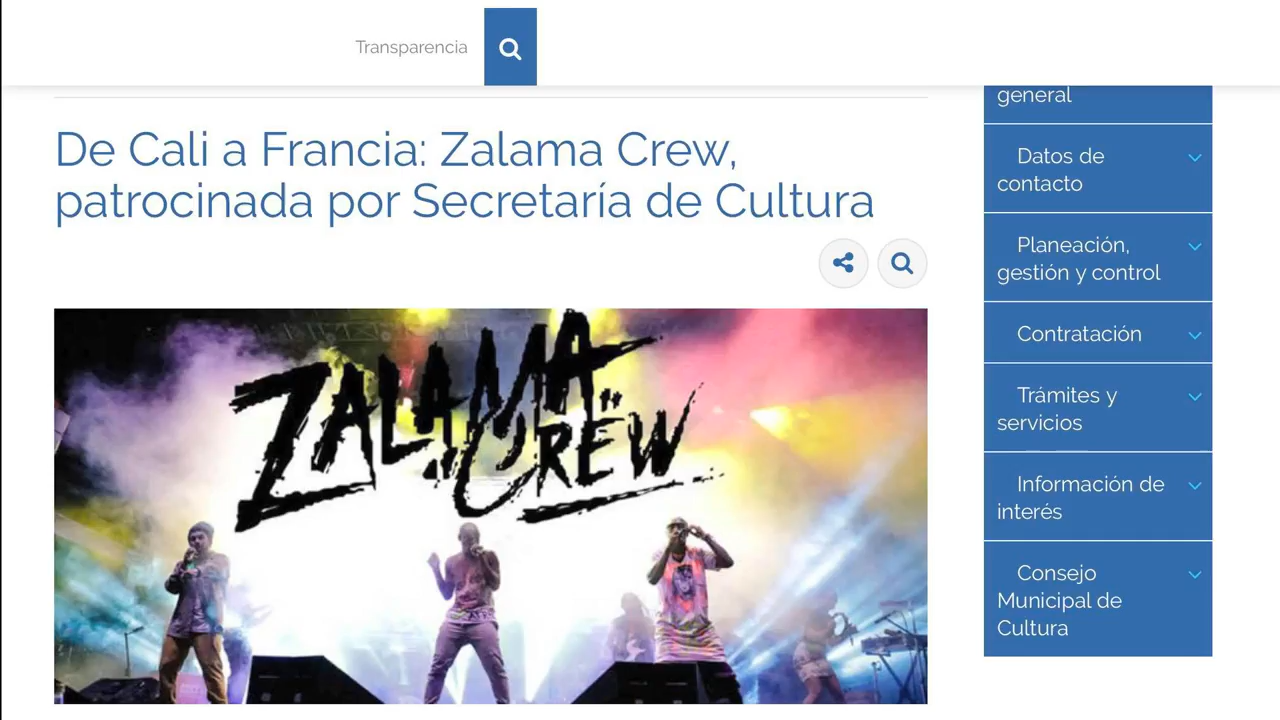 Transparencia
general
De Cali a Francia: Zalama Crew,
patrocinada por Secretaría de Cultura
Datos de
contacto
Planeación,
gestión y control
Contratación
Trámites y
servicios
Información de
interés
Consejo
Municipal de
Cultura
ZALAMA
CRËW